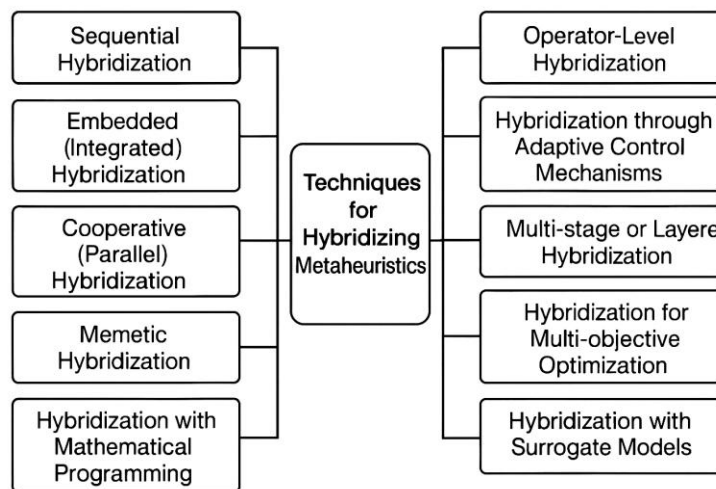 Sequential
Hybridization
Embedded
(Integrated)
Hybridization
Cooperative
(Parallel)
Hybridization
Memetic
Hybridization
Hybridization with
Mathematical
Programming
Techniques
for
Hybridizing
Metaheuristics
Operator-Level
Hybridization
Hybridization through
Adaptive Control
Mechanisms
Multi-stage or Layere
Hybridization
Hybridization for
Multi-objective
Optimization
Hybridization with
Surrogate Models